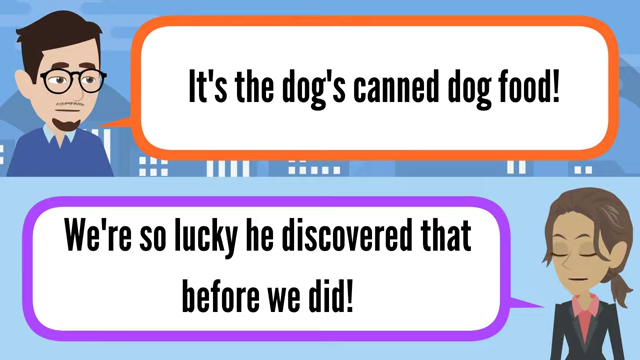 It's the dog's canned dog food!
We're so lucky he discovered that
before we did!